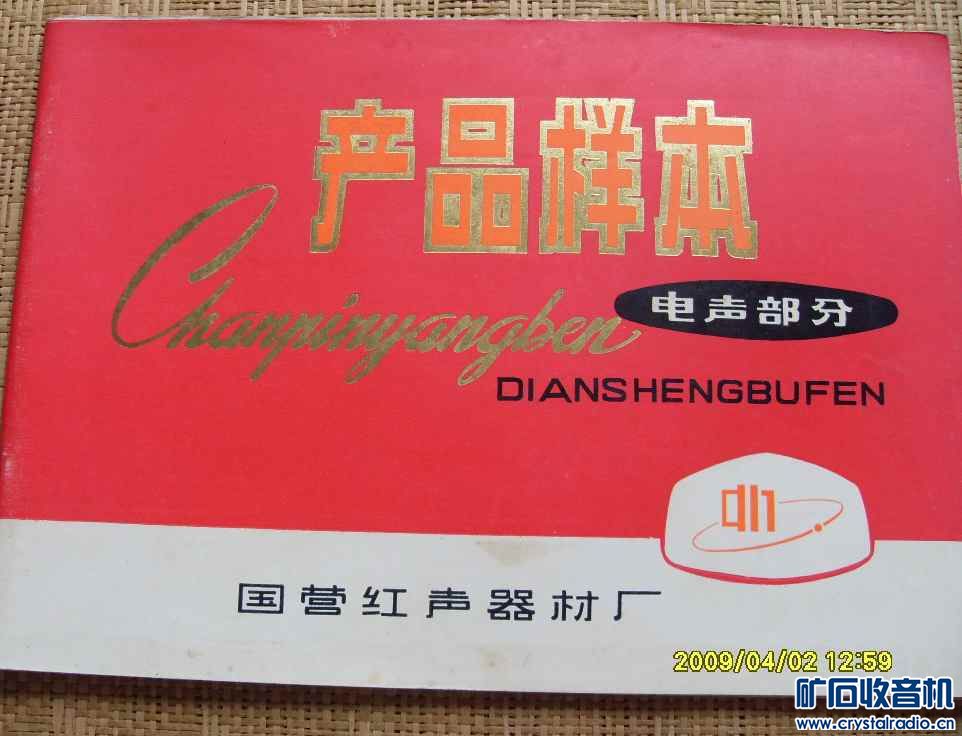 产品样本
Chanpinyangben
电声部分
DIANSHENGBUFEN
国营红声器材厂
2009/04/02 12:59
矿石收音机
www.crystalradio.cn